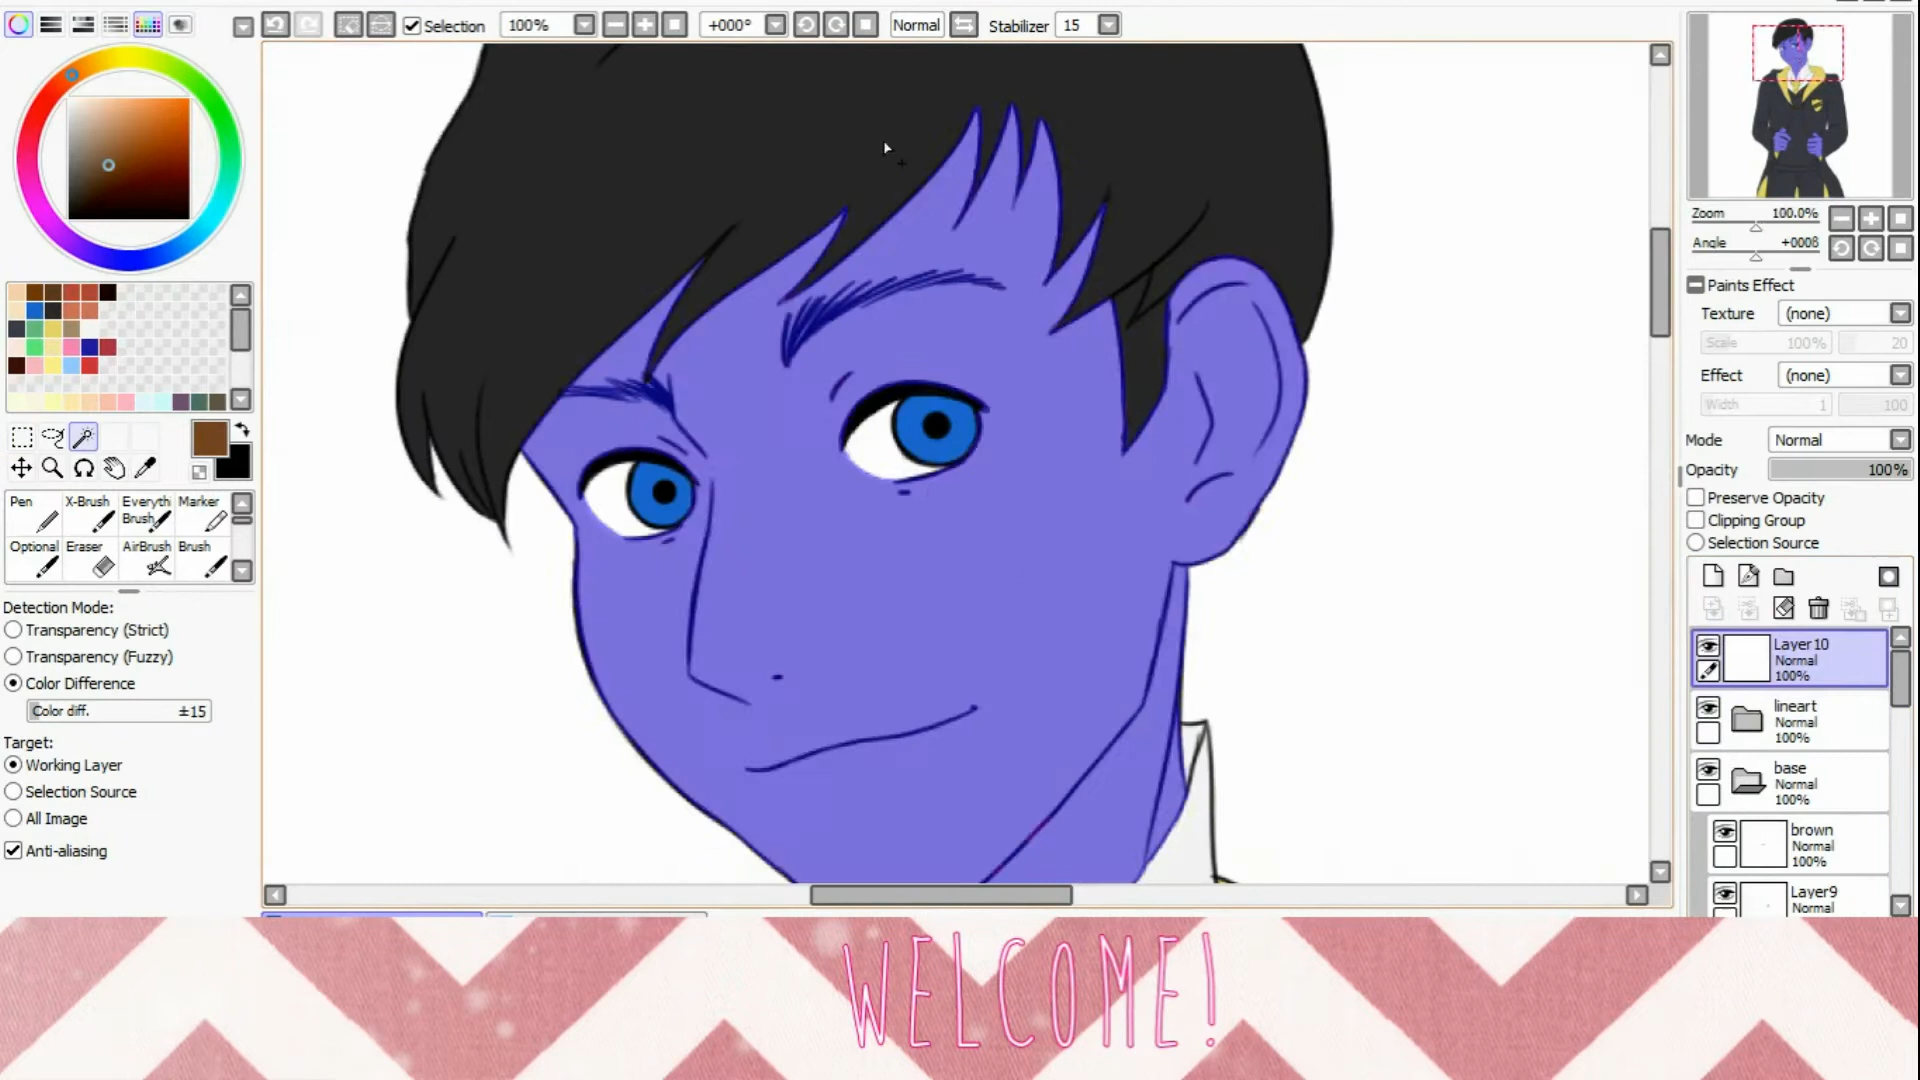 Selection 100% +000° Normal Stabilizer 15
Zoom 100.0%
Angle +000ß
Paints Effect
Texture (none)
Scale 100% 20
Effect (none)
Width 1 100
Mode Normal
Opacity 100%
Preserve Opacity
Clipping Group
Selection Source
Layer10
Normal
100%
lineart
Normal
100%
base
Normal
100%
brown
Normal
100%
Layer9
Normal
Pen X-Brush Everythi Marker
Brush
Optional Eraser AirBrush Brush
Detection Mode:
Transparency (Strict)
Transparency (Fuzzy)
Color Difference
Color diff. ±15
Target:
Working Layer
Selection Source
All Image
Anti-aliasing
WELCOME!